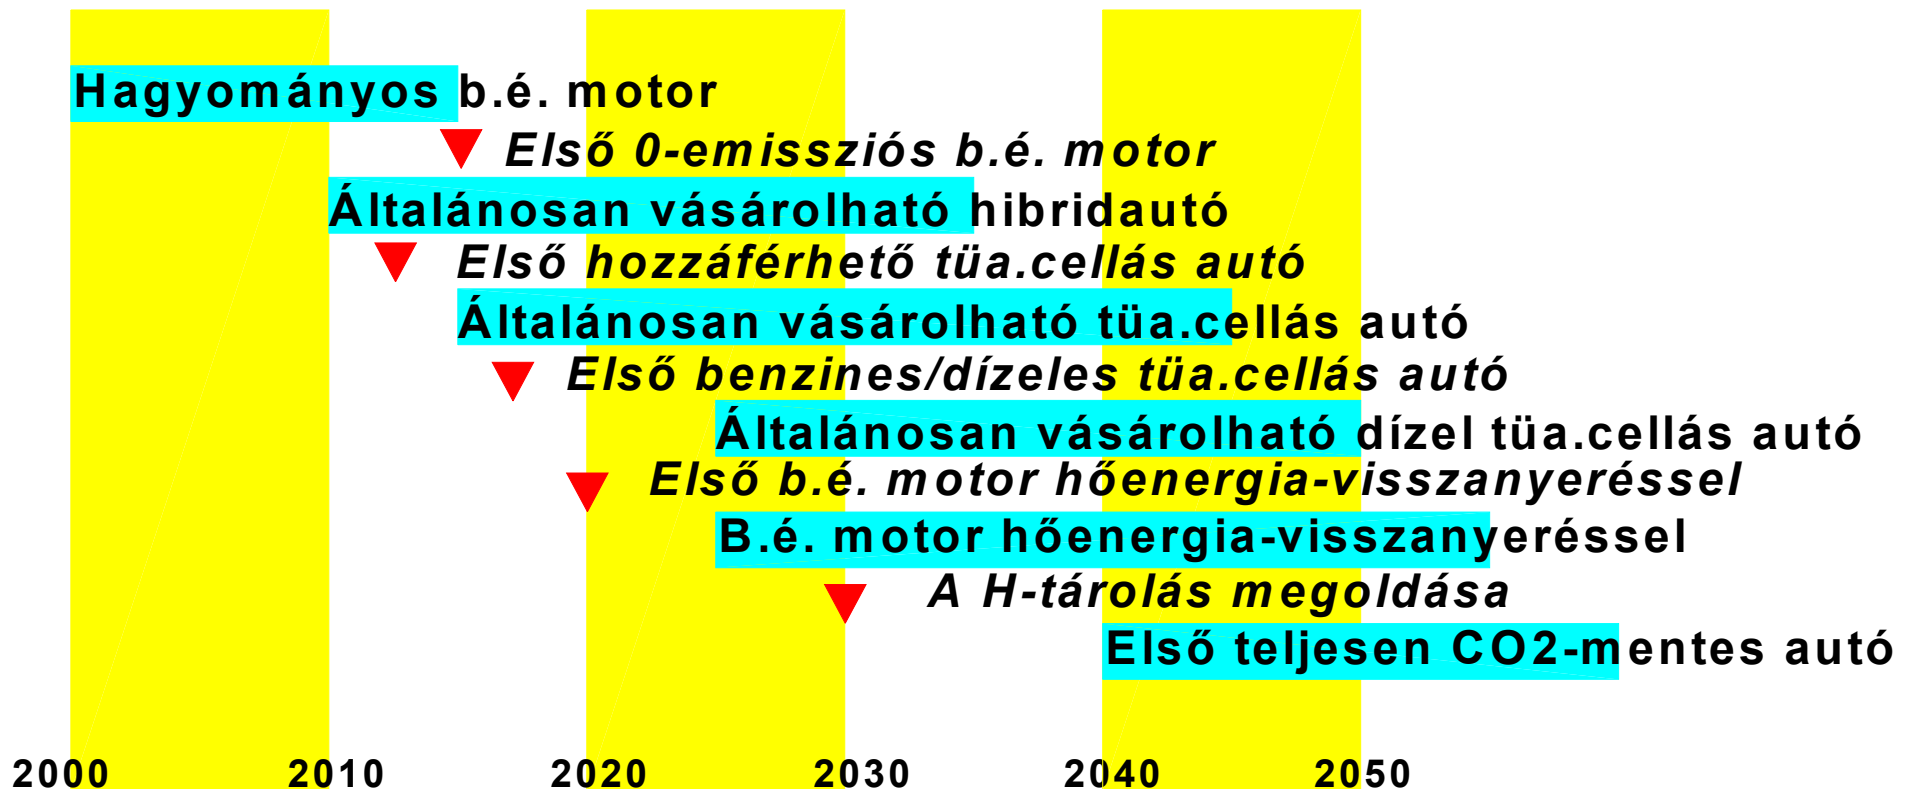 Hagyományos b.é. motor
Első 0-emissziós b.é. motor
Általánosan vásárolható hibridautó
Első hozzáférhető tüa.cellás autó
Általánosan vásárolható tüa.cellás autó
Első benzines/dízeles tüa.cellás autó
Általánosan vásárolható dízel tüa.cellás autó
Első b.é. motor hőenergia-visszanyeréssel
B.é. motor hőenergia-visszanyeréssel
A H-tárolás megoldása
Első teljesen CO2-mentes autó
2000 2010 2020 2030 2040 2050